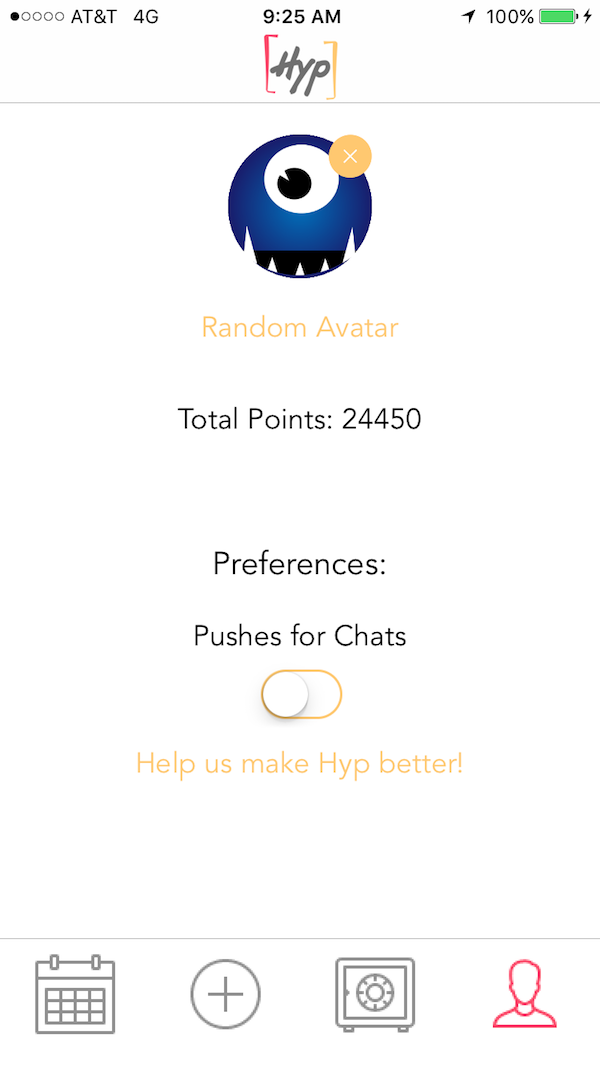 AT&T 4G 9:25 AM 100%
Hyp
Random Avatar
Total Points: 24450
Preferences:
Pushes for Chats
Help us make Hyp better!